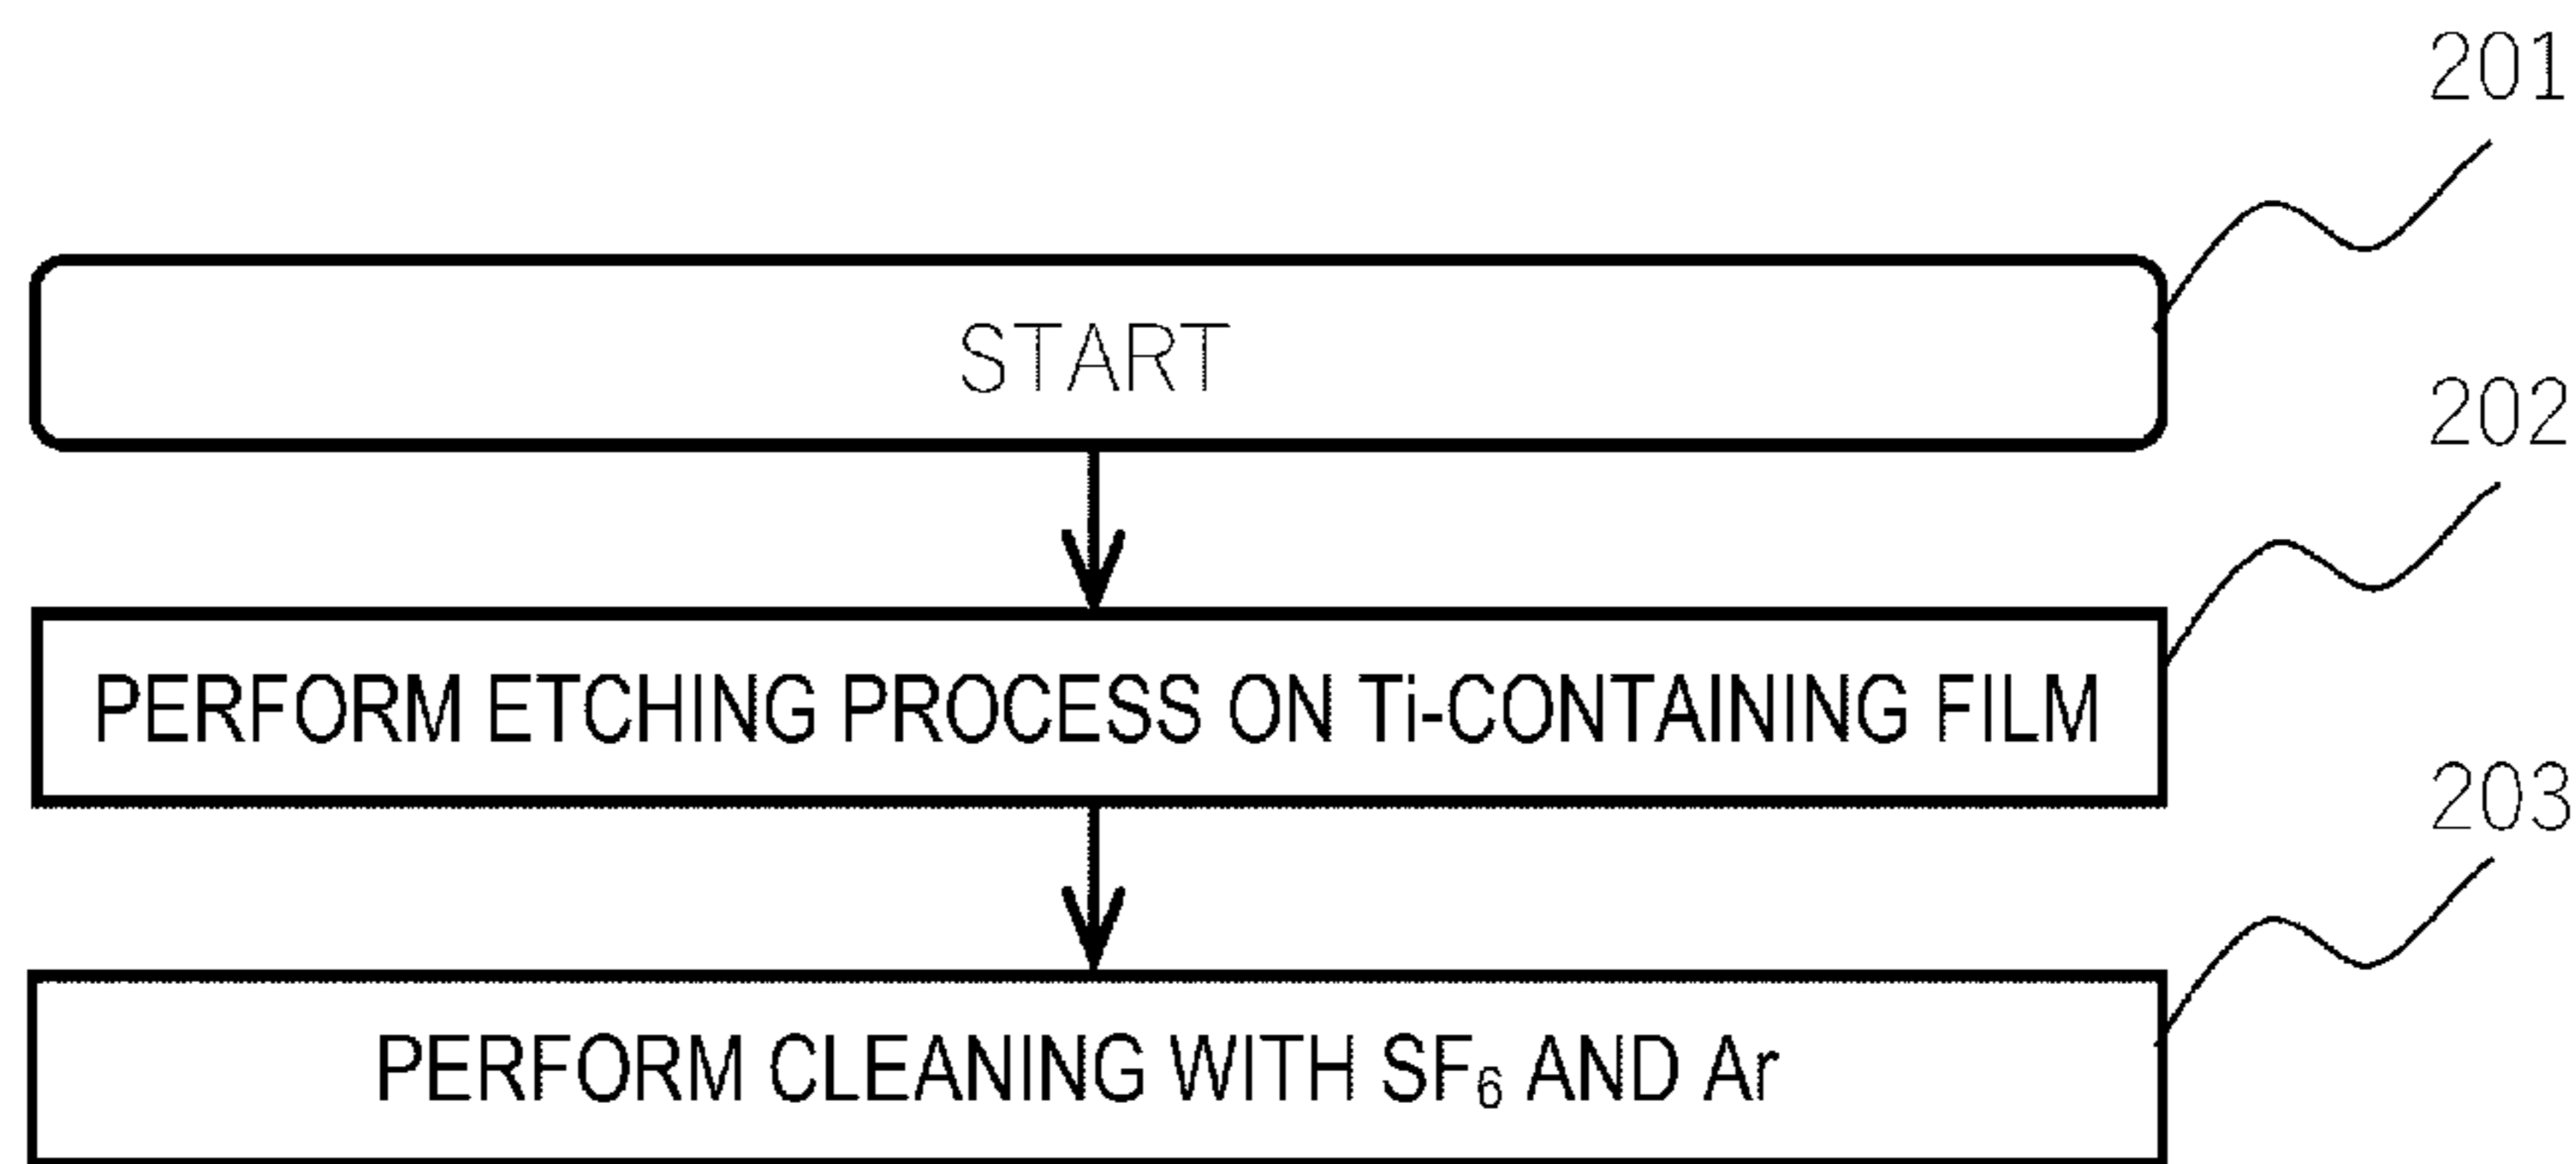 201
START
202
PERFORM ETCHING PROCESS ON Ti-CONTAINING FILM
203
PERFORM CLEANING WITH SF₆ AND Ar